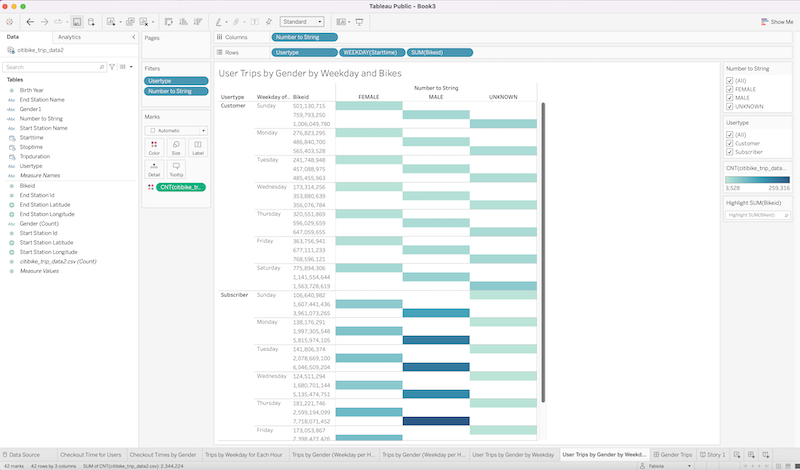 Tableau Public - Book3
Standard
Show Me
Data
Analytics
citibike_trip_data2
Search
Tables
Birth Year
End Station Name
Gender1
Number to String
Start Station Name
Starttime
Stoptime
Tripduration
Usertype
Measure Names
Bikeid
End Station Id
End Station Latitude
End Station Longitude
Gender (Count)
Start Station Id
Start Station Latitude
Start Station Longitude
citibike_trip_data2.csv (Count)
Measure Values
Pages
Filters
Usertype
Number to String
Marks
Automatic
Color Size Label
Detail Tooltip
CNT(citibike_tr..
Columns Number to String
Rows Usertype WEEKDAY(Starttime) SUM(Bikeid)
User Trips by Gender by Weekday and Bikes
Number to String
Usertype Weekday of.. Bikeid FEMALE MALE UNKNOWN
Customer Sunday 501,130,715
759,793,250
1,006,049,780
Monday 276,823,295
486,840,700
565,403,528
Tuesday 241,748,948
457,088,975
485,455,963
Wednesday 173,314,256
353,880,639
356,076,784
Thursday 320,551,869
596,029,659
647,059,655
Friday 363,756,941
677,111,233
768,596,121
Saturday 775,894,306
1,141,554,644
1,563,728,619
Subscriber Sunday 106,640,982
1,607,441,436
3,961,073,265
Monday 138,176,291
1,997,305,548
5,815,974,105
Tuesday 141,806,374
2,078,669,100
6,046,509,204
Wednesday 124,511,294
1,680,701,144
5,135,474,751
Thursday 181,221,746
2,599,194,099
7,718,071,452
Friday 173,053,867
2,398,472,426
Number to String
(All)
FEMALE
MALE
UNKNOWN
Usertype
(All)
Customer
Subscriber
CNT(citibike_trip_dat..
3,528 259,316
Highlight SUM(Bikeid)
Highlight SUM(Bikeid)
Data Source
Checkout Time for Users
Checkout Times by Gender
Trips by Weekday for Each Hour
Trips by Gender (Weekday per H...
Trips by Gender (Weekday per H...
User Trips by Gender by Weekday
User Trips by Gender by Weekd...
Gender Trips
Story 1
42 marks 42 rows by 3 columns SUM of CNT(citibike_trip_data2.csv): 2,344,224
Fabiola